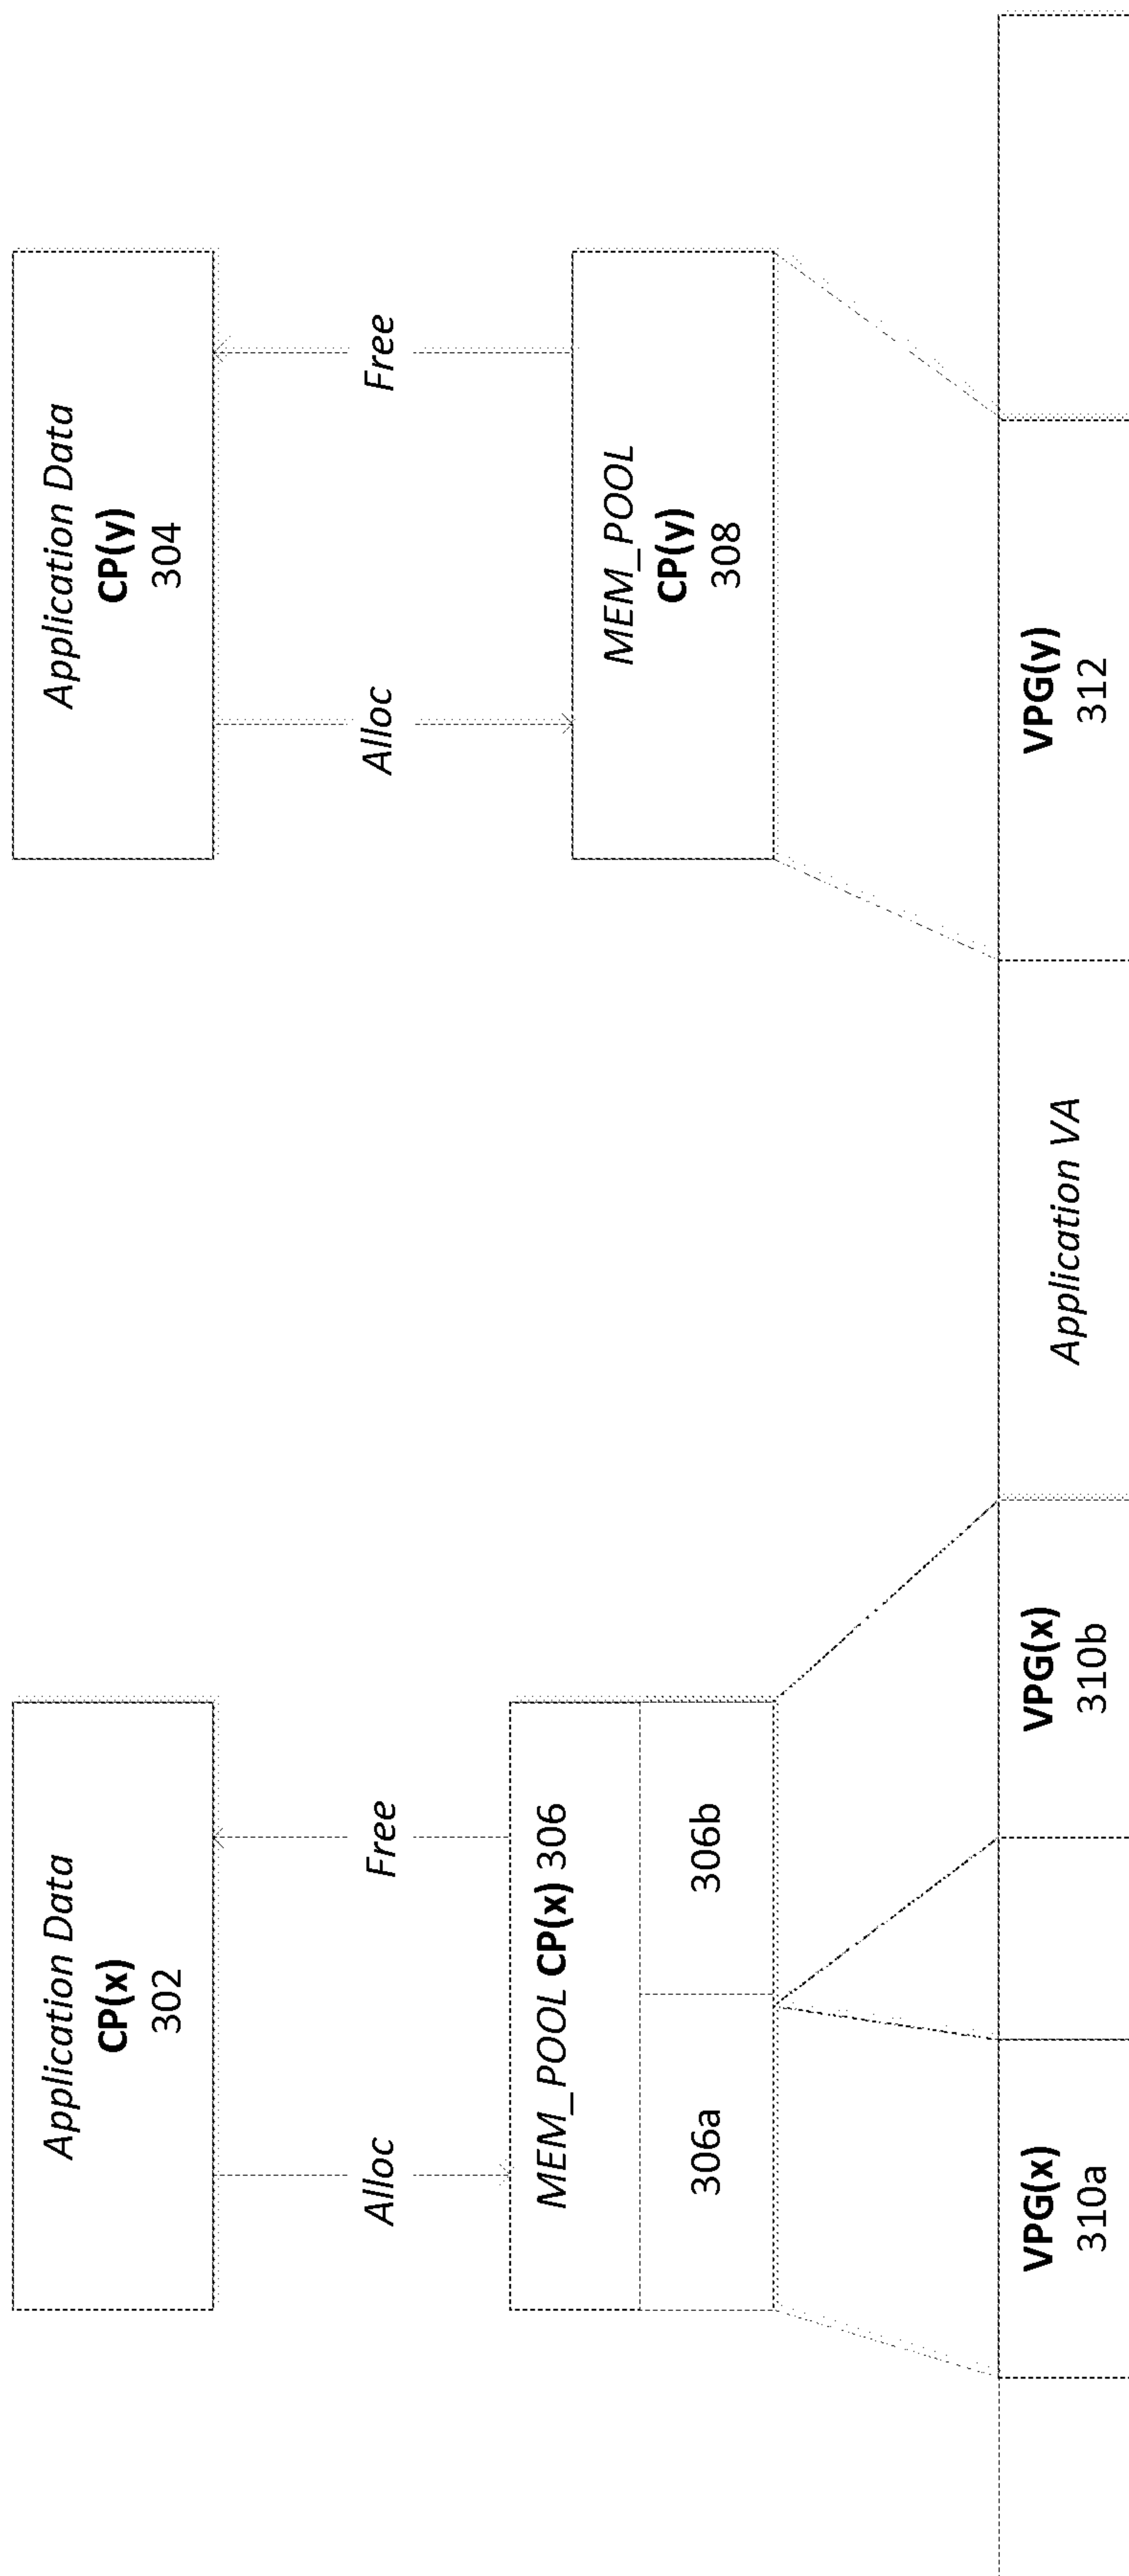 Application Data
CP(x)
302
Application Data
CP(y)
304
Alloc
Free
Alloc
Free
MEM_POOL CP(x) 306
306a
306b
MEM_POOL
CP(y)
308
VPG(x)
310a
VPG(x)
310b
Application VA
VPG(y)
312